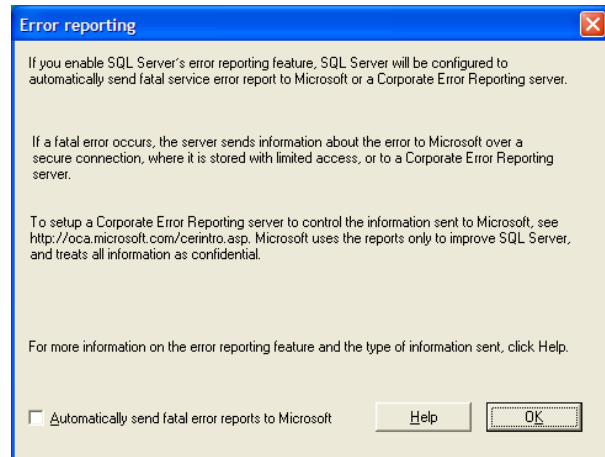 Error reporting
If you enable SQL Server's error reporting feature, SQL Server will be configured to
automatically send fatal service error report to Microsoft or a Corporate Error Reporting server.
If a fatal error occurs, the server sends information about the error to Microsoft over a
secure connection, where it is stored with limited access, or to a Corporate Error Reporting
server.
To setup a Corporate Error Reporting server to control the information sent to Microsoft, see
http://oca.microsoft.com/cerintro.asp. Microsoft uses the reports only to improve SQL Server,
and treats all information as confidential.
For more information on the error reporting feature and the type of information sent, click Help.
Automatically send fatal error reports to Microsoft
Help
OK